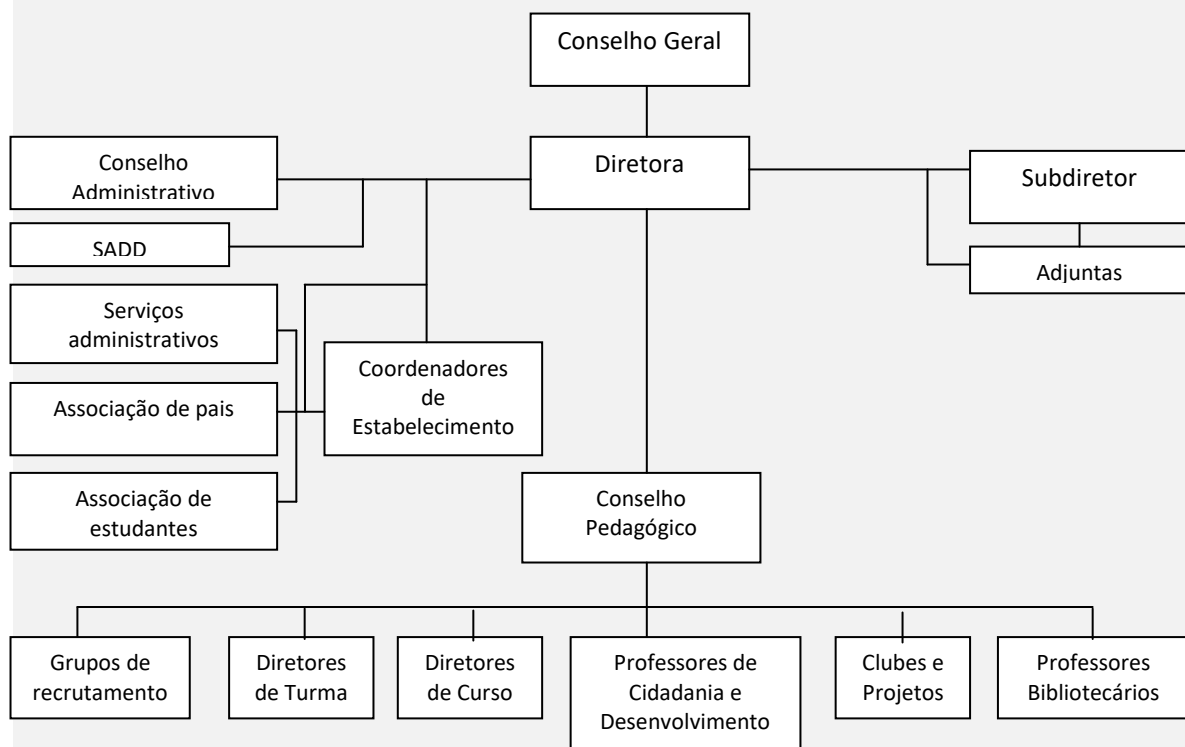 Conselho Geral
Diretora
Conselho
Administrativo
Subdiretor
SADD
Adjuntas
Serviços
administrativos
Coordenadores
de
Estabelecimento
Associação de pais
Associação de
estudantes
Conselho
Pedagógico
Grupos de
recrutamento
Diretores
de Turma
Diretores
de Curso
Professores de
Cidadania e
Desenvolvimento
Clubes e
Projetos
Professores
Bibliotecários